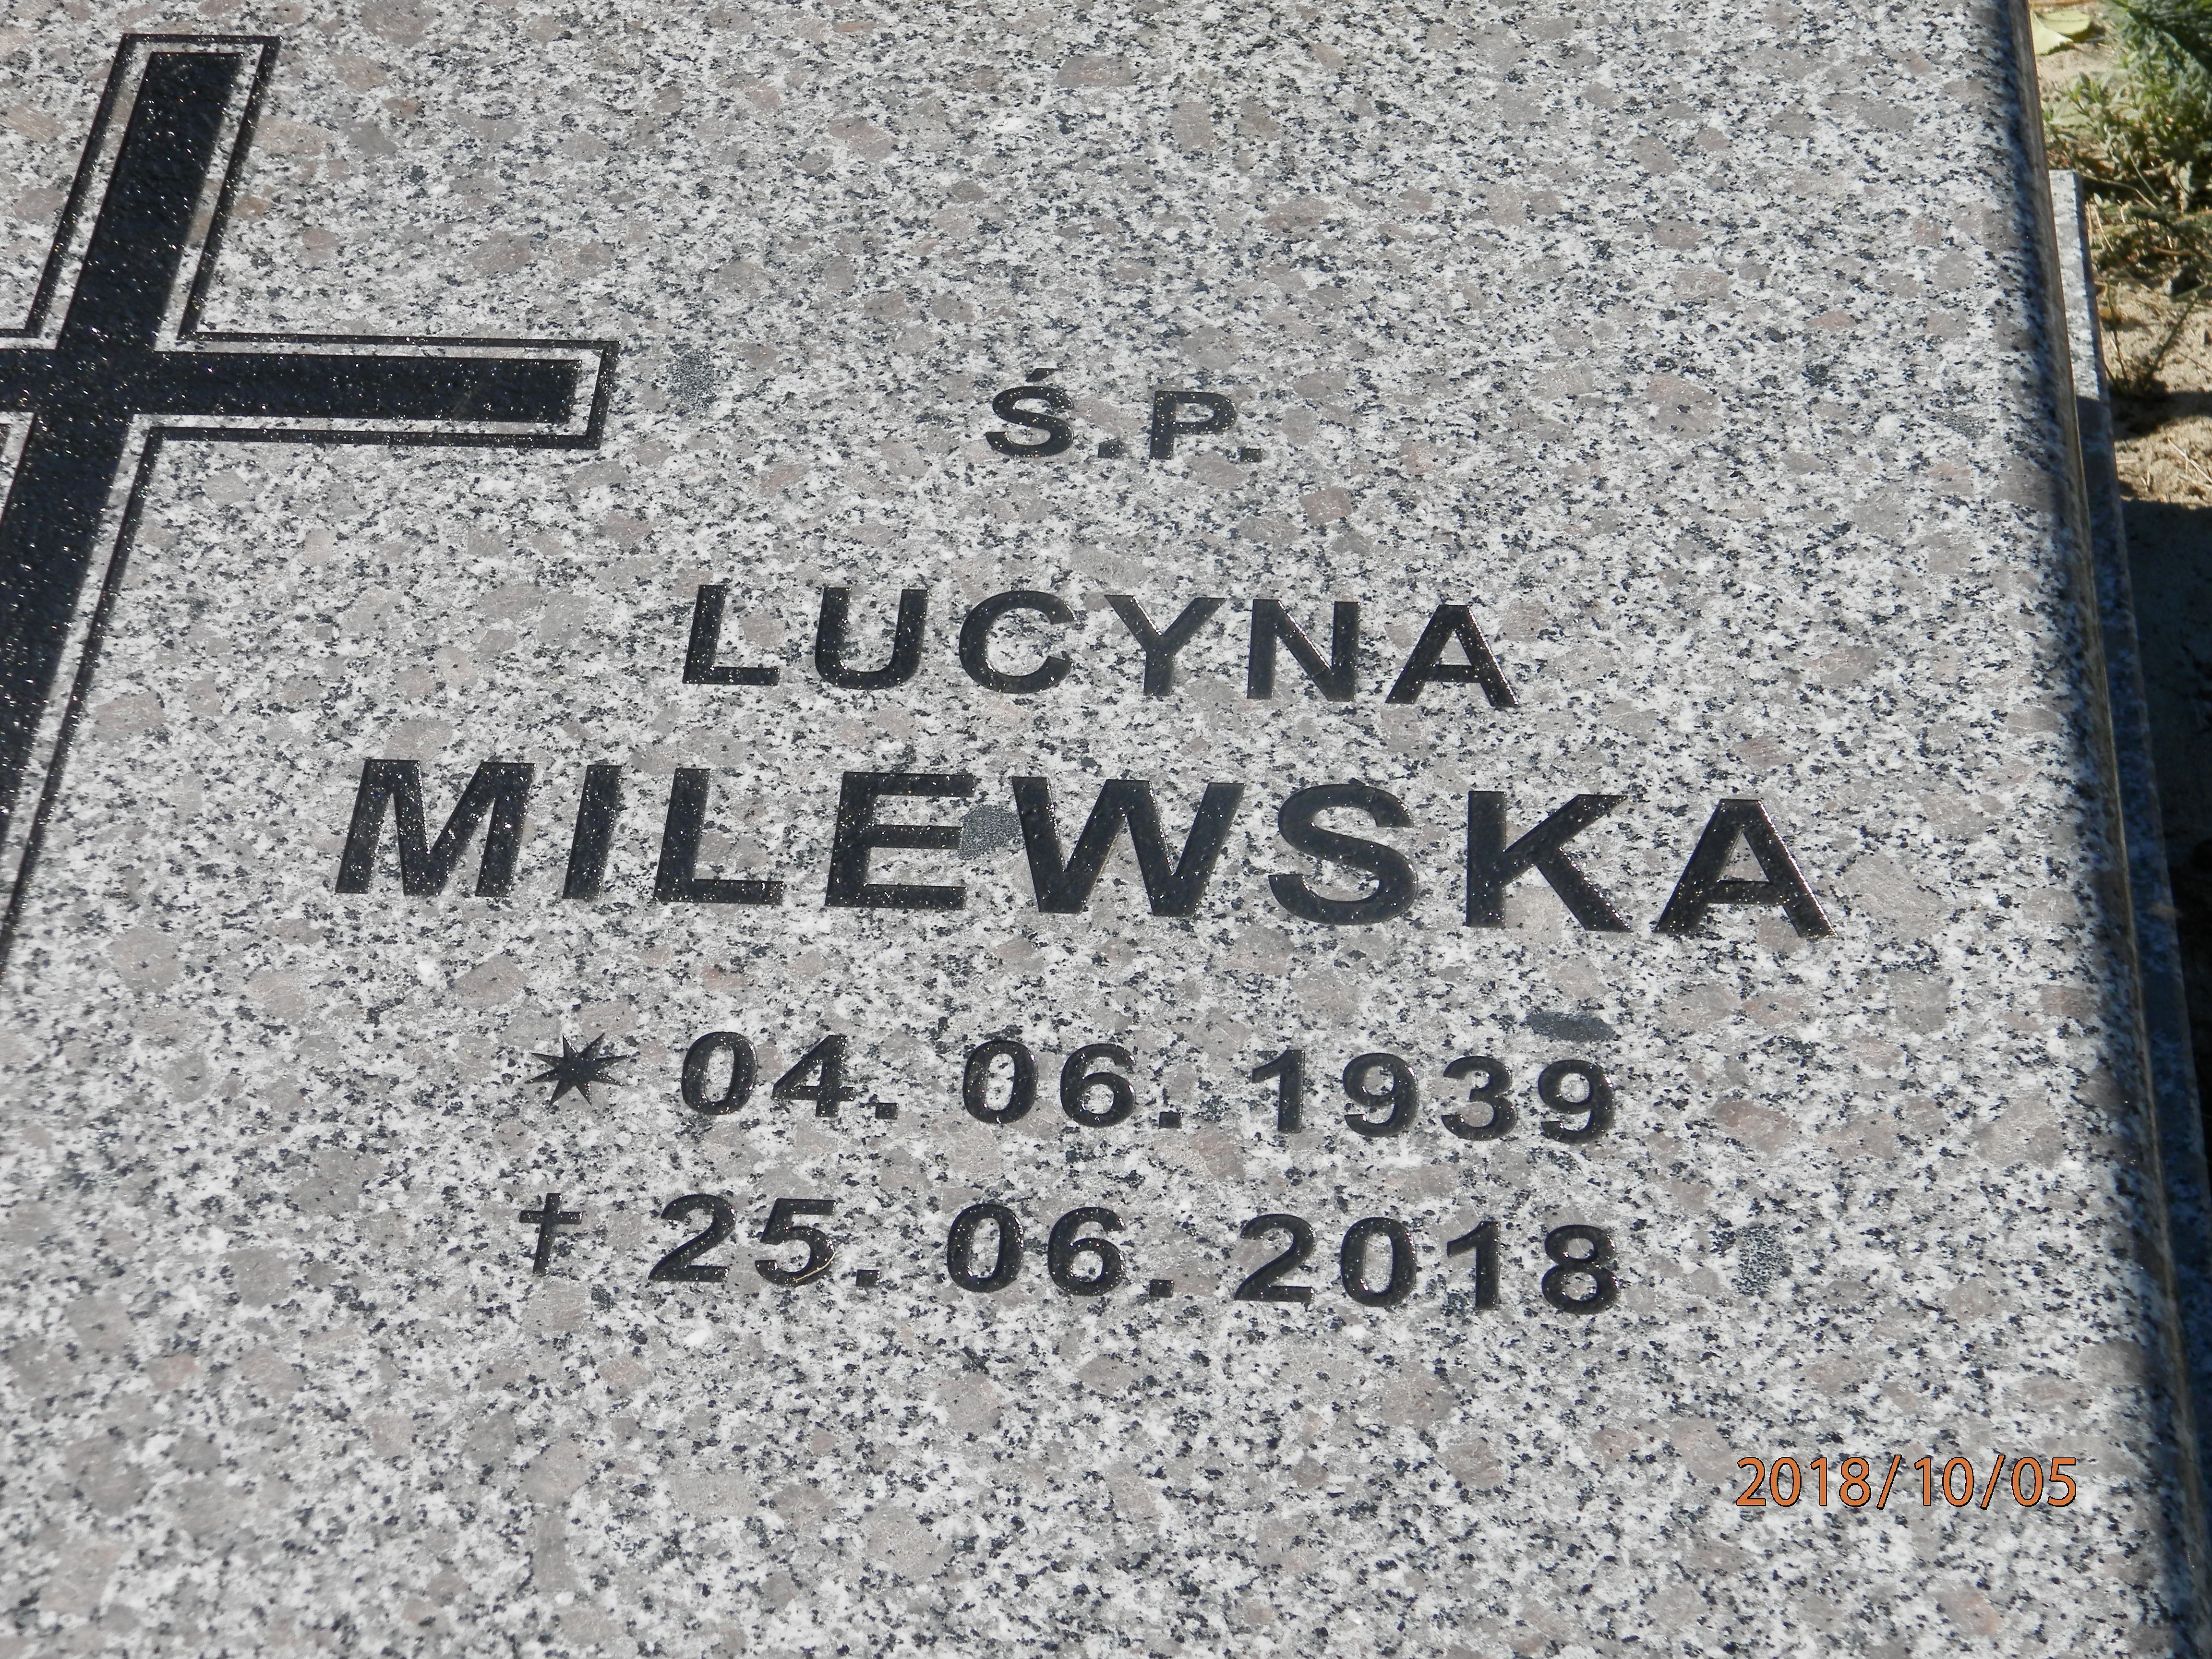 Ś.P.
LUCYNA
MILEWSKA
✷ 04. 06. 1939
† 25. 06. 2018
2018/10/05